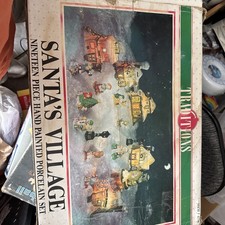 TRADITIONS
SANTA'S VILLAGE
NINETEEN PIECE HAND PAINTED PORCELAIN SET